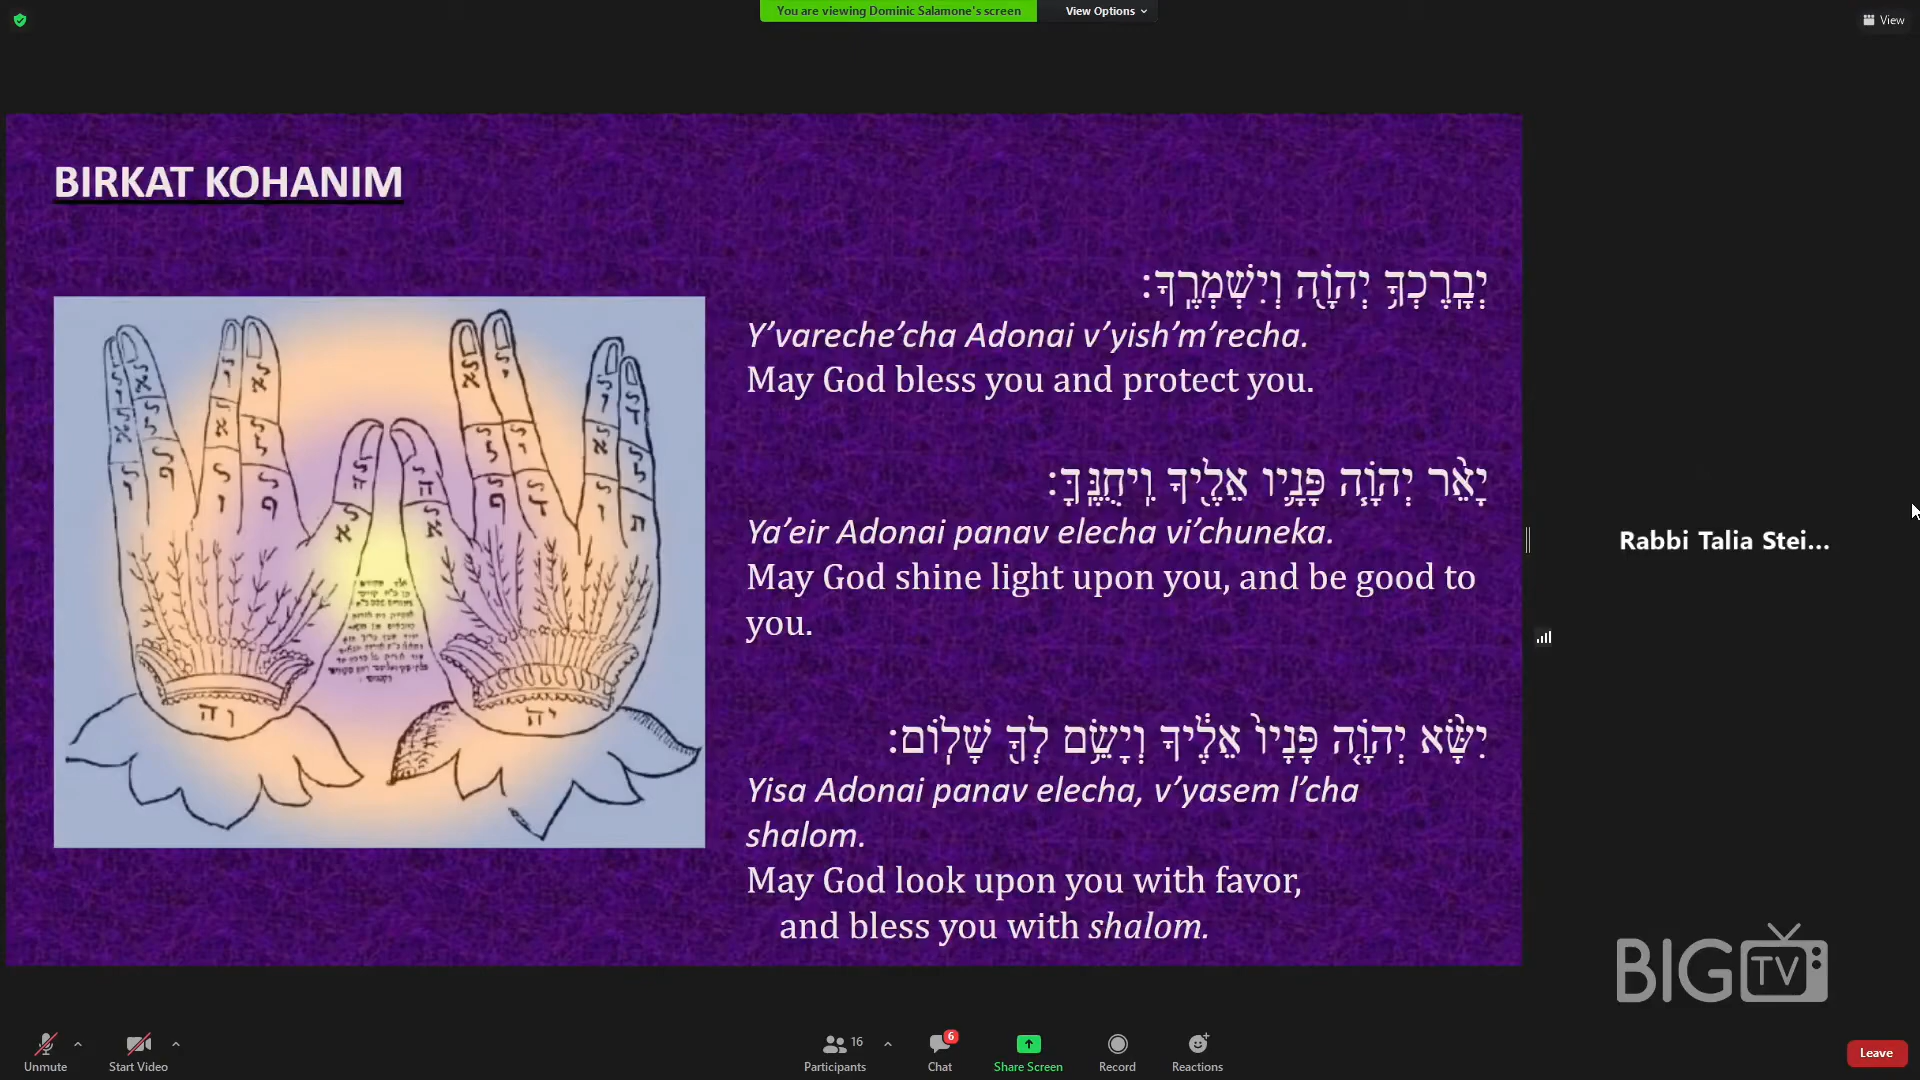 You are viewing Dominic Salamone's screen
View Options
View
BIRKAT KOHANIM
יְבָרֶכְךָ֥ יְהוָֹ֖ה וְיִשְׁמְרֶֽךָ׃
Y’vareche’cha Adonai v’yish’m’recha.
May God bless you and protect you.
יָאֵ֨ר יְהוָֹ֧ה פָּנָ֛יו אֵלֶ֖יךָ וִֽיחֻנֶּֽךָּ׃
Ya’eir Adonai panav elecha vi’chuneka.
May God shine light upon you, and be good to
you.
יִשָּׂ֨א יְהוָֹ֤ה פָּנָיו֙ אֵלֶ֔יךָ וְיָשֵׂ֥ם לְךָ֖ שָׁלֽוֹם׃
Yisa Adonai panav elecha, v’yasem l’cha
shalom.
May God look upon you with favor,
and bless you with shalom.
וה
יה
Rabbi Talia Stei...
BIG TV
Unmute
Start Video
16
Participants
6
Chat
Share Screen
Record
Reactions
Leave